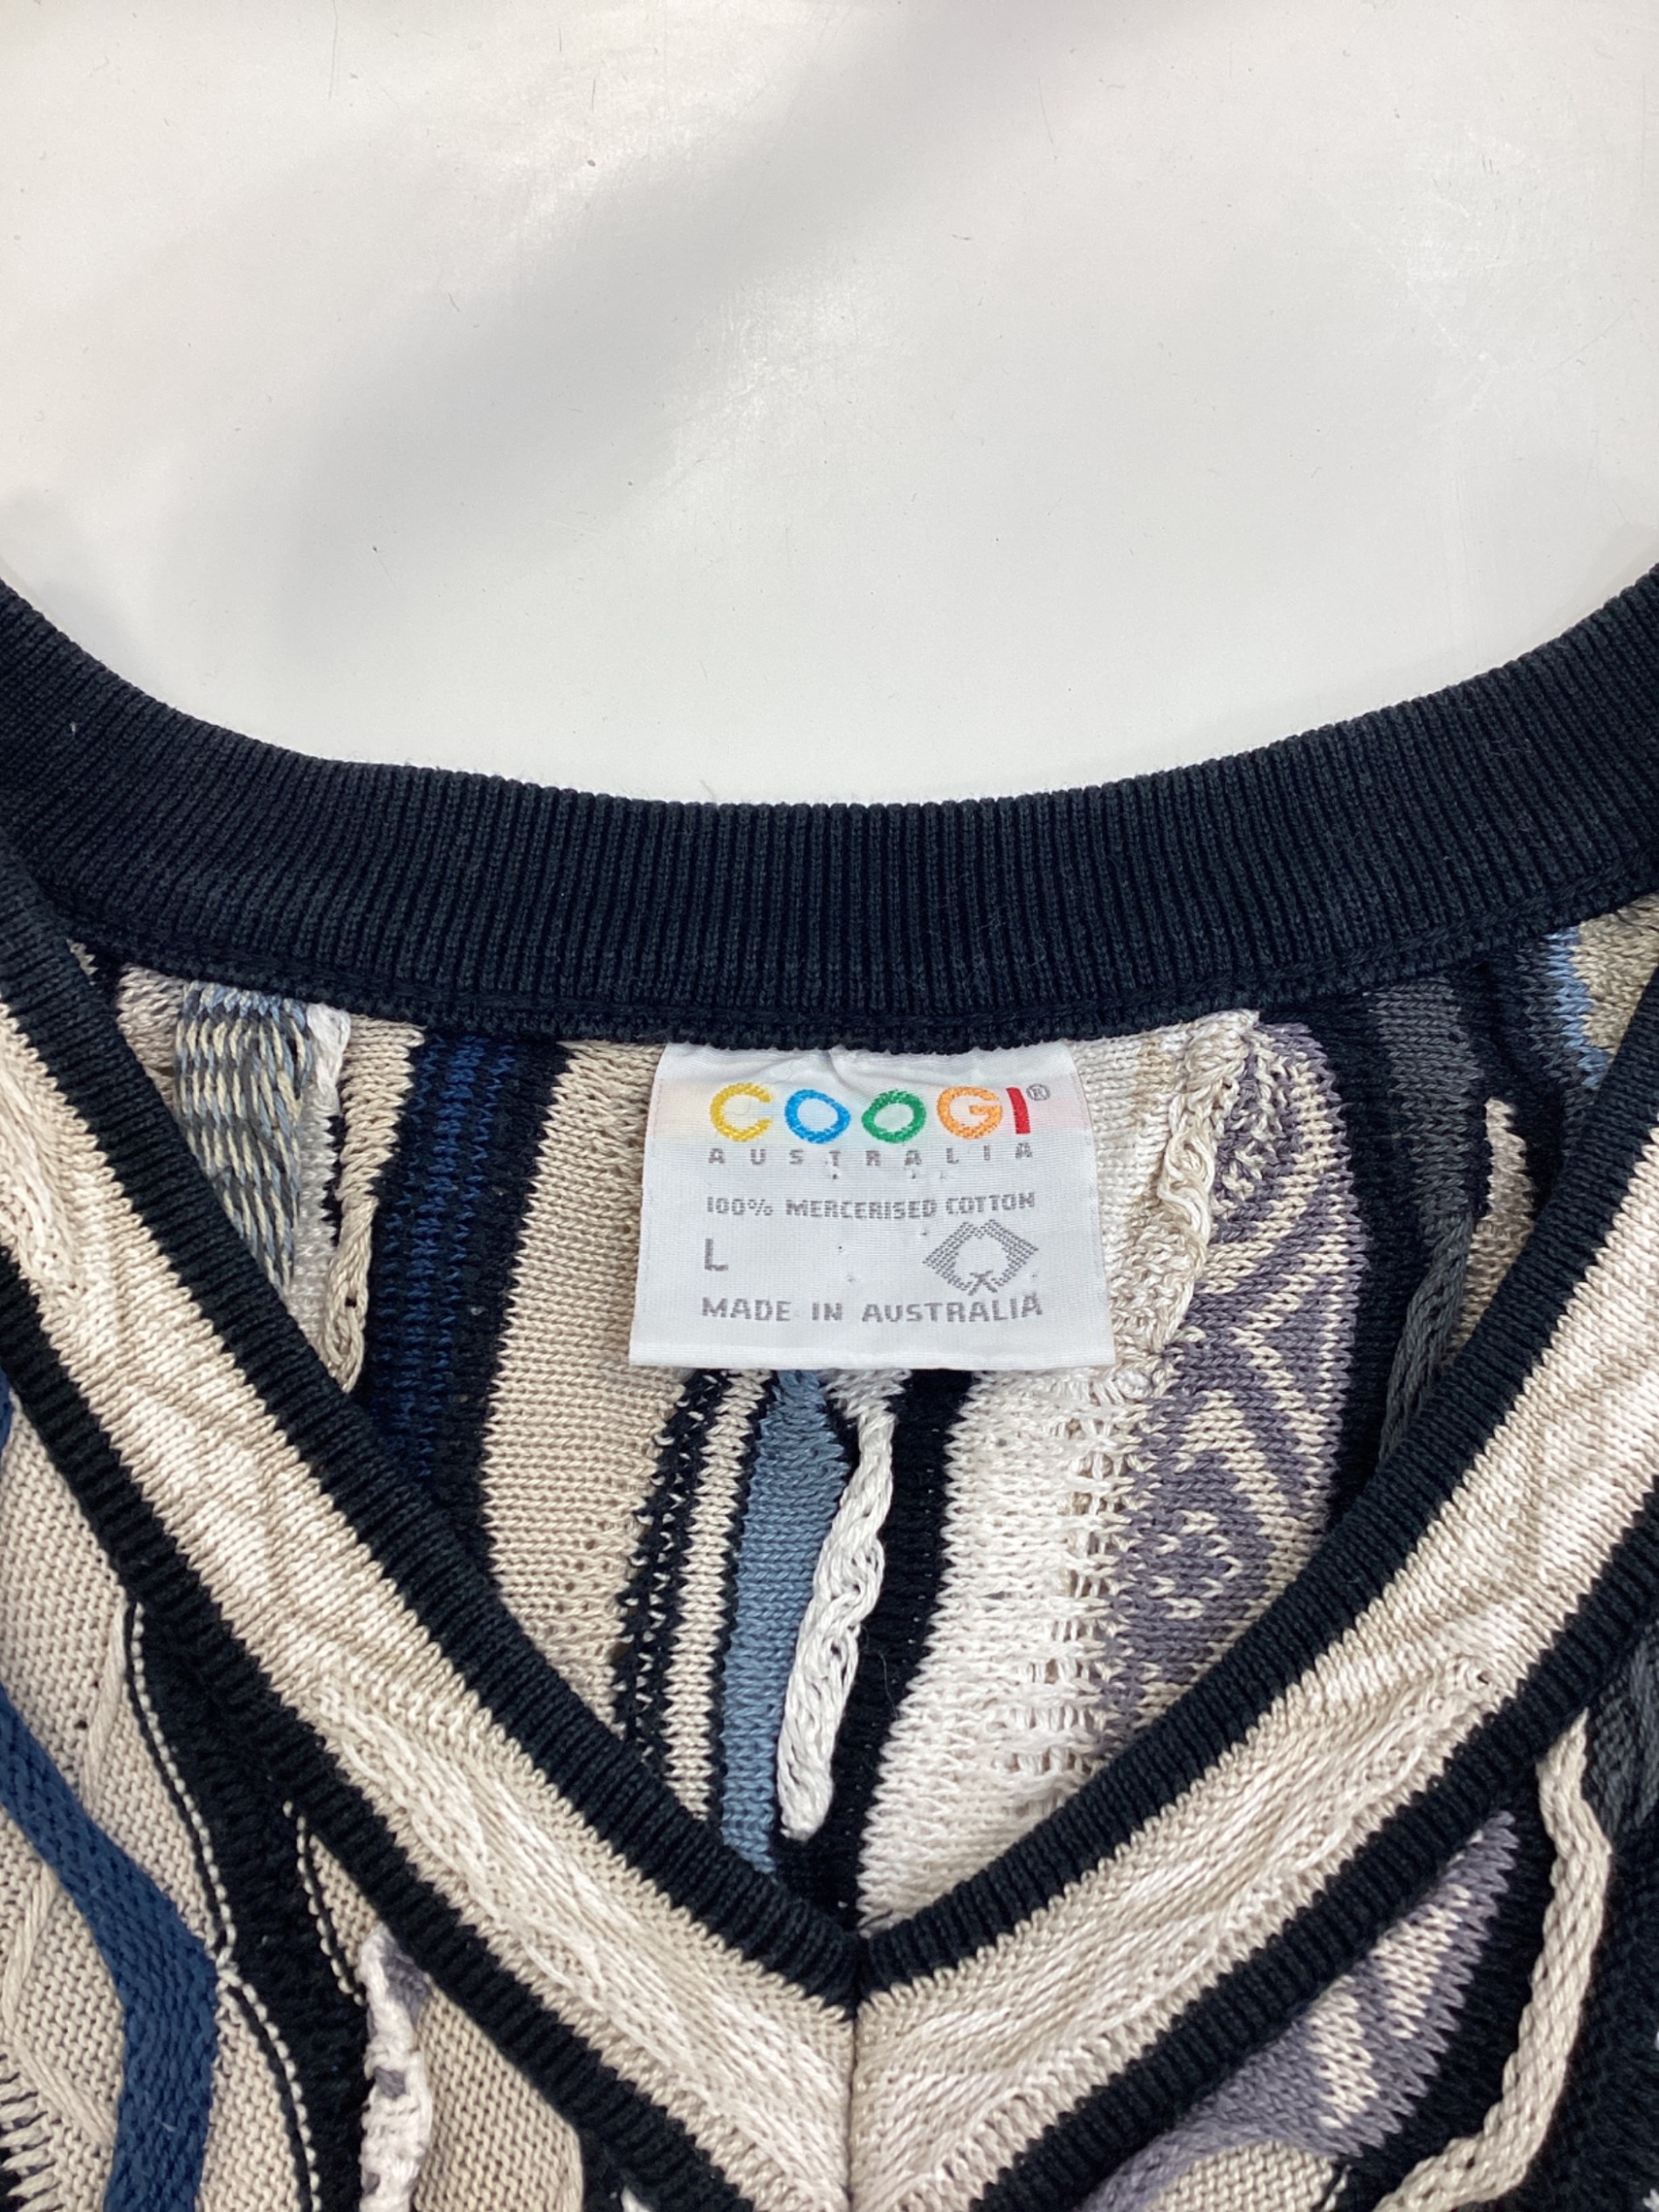 COOGI®
AUSTRALIA
100% MERCERISED COTTON
L
MADE IN AUSTRALIA